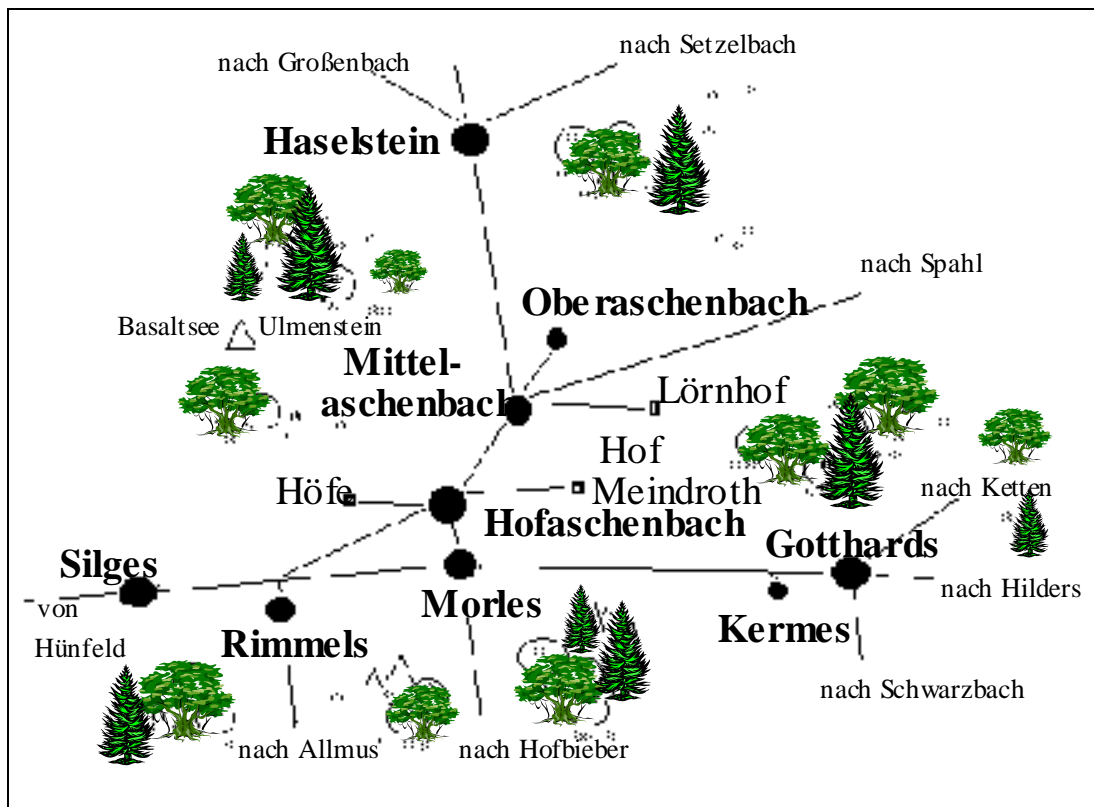 nach Setzelbach
nach Großenbach
Haselstein
nach Spahl
Oberaschenbach
Basaltsee Ulmenstein
Mittel-
aschenbach
Lörnhof
Hof
Meindroth
Höfe
nach Ketten
Hofaschenbach
Gotthards
Silges
nach Hilders
von
Hünfeld
Morles
Rimmels
Kermes
nach Schwarzbach
nach Allmus
nach Hofbieber